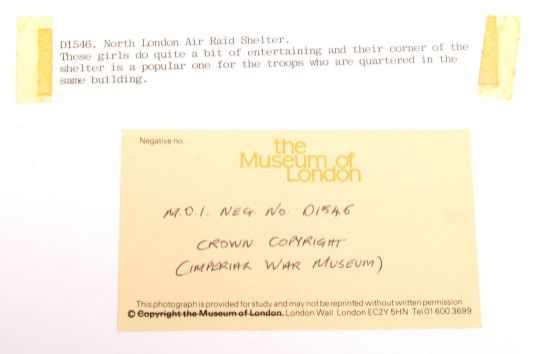 D1546. North London Air Raid Shelter.
These girls do quite a bit of entertaining and their corner of the
shelter is a popular one for the troops who are quartered in the
same building.
Negative no.
the
Museum of
London
M.O.I. NEG NO. D1546
CROWN COPYRIGHT
(IMPERIAL WAR MUSEUM)
This photograph is provided for study and may not be reprinted without written permission.
© Copyright the Museum of London. London Wall London EC2Y 5HN Tel 01 600 3699